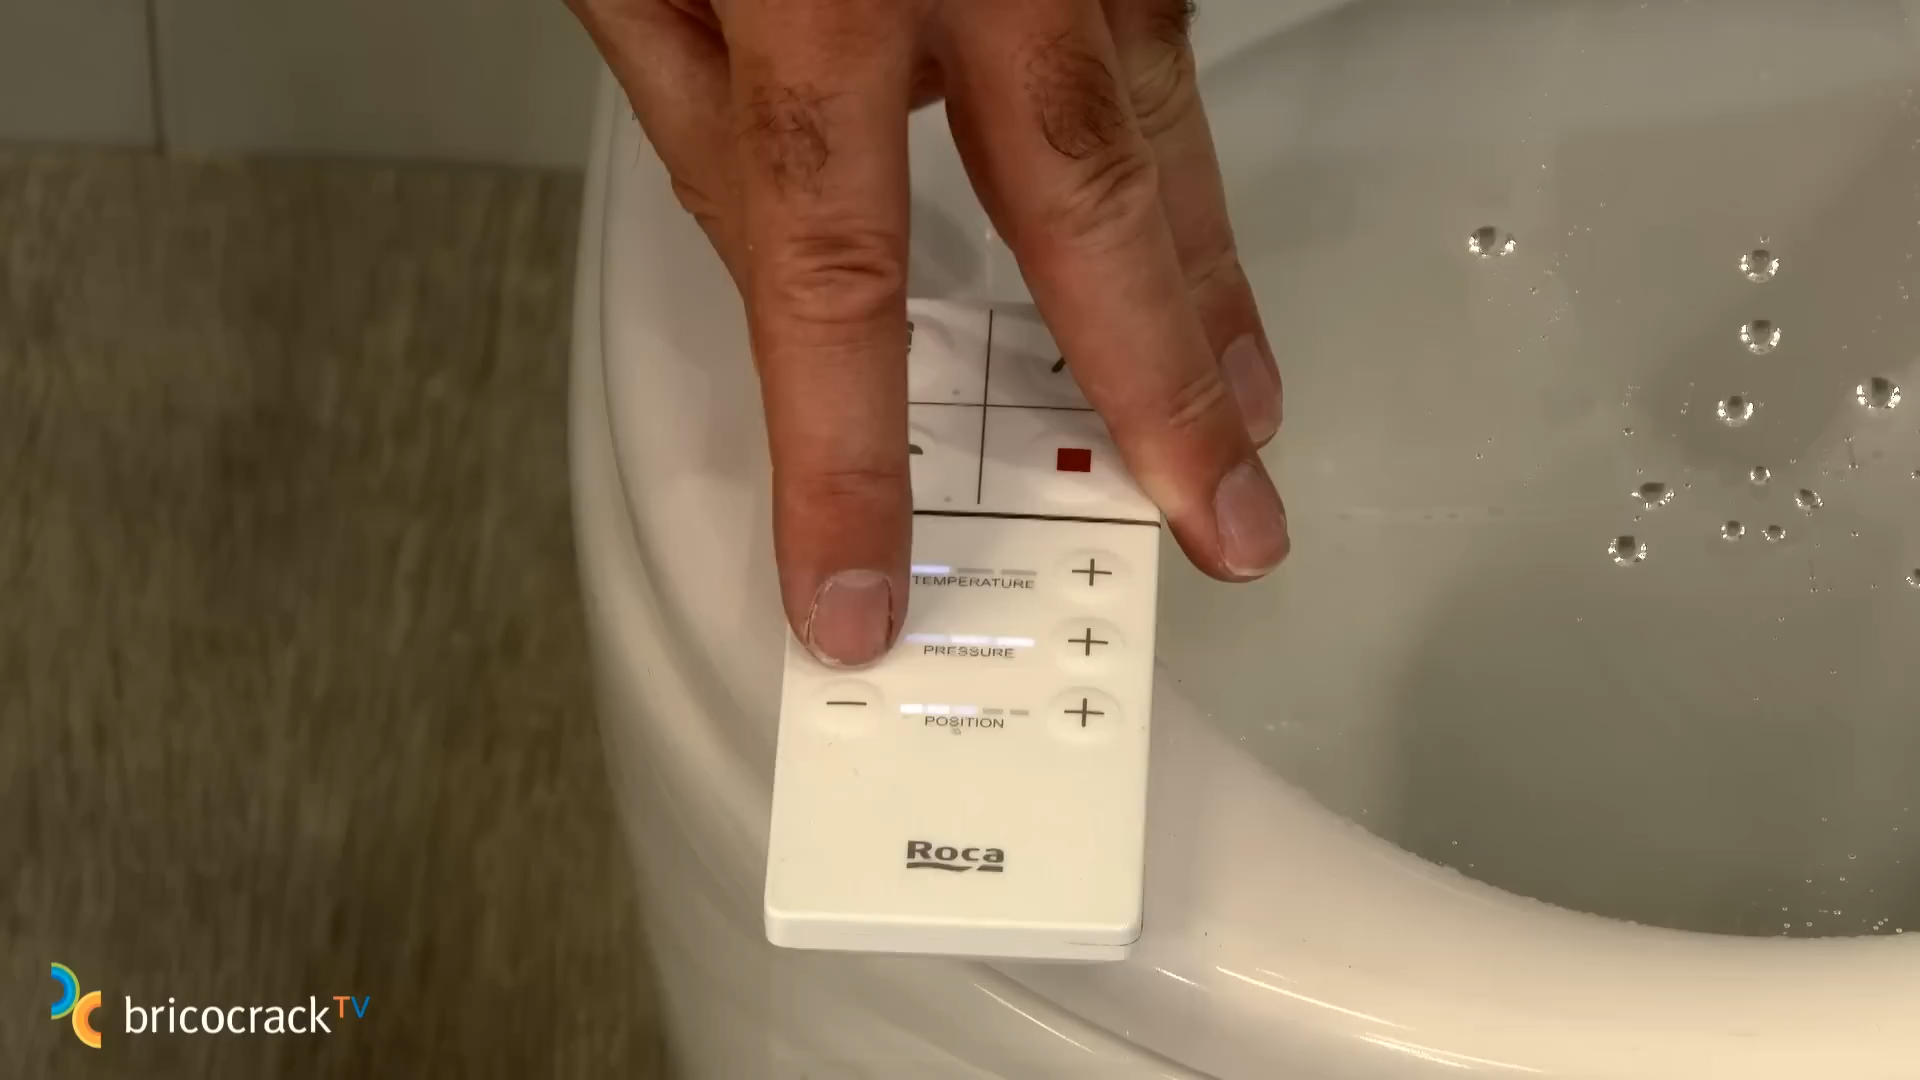 TEMPERATURE
+
PRESSURE
+
−
POSITION
+
Roca
bricocrackTV